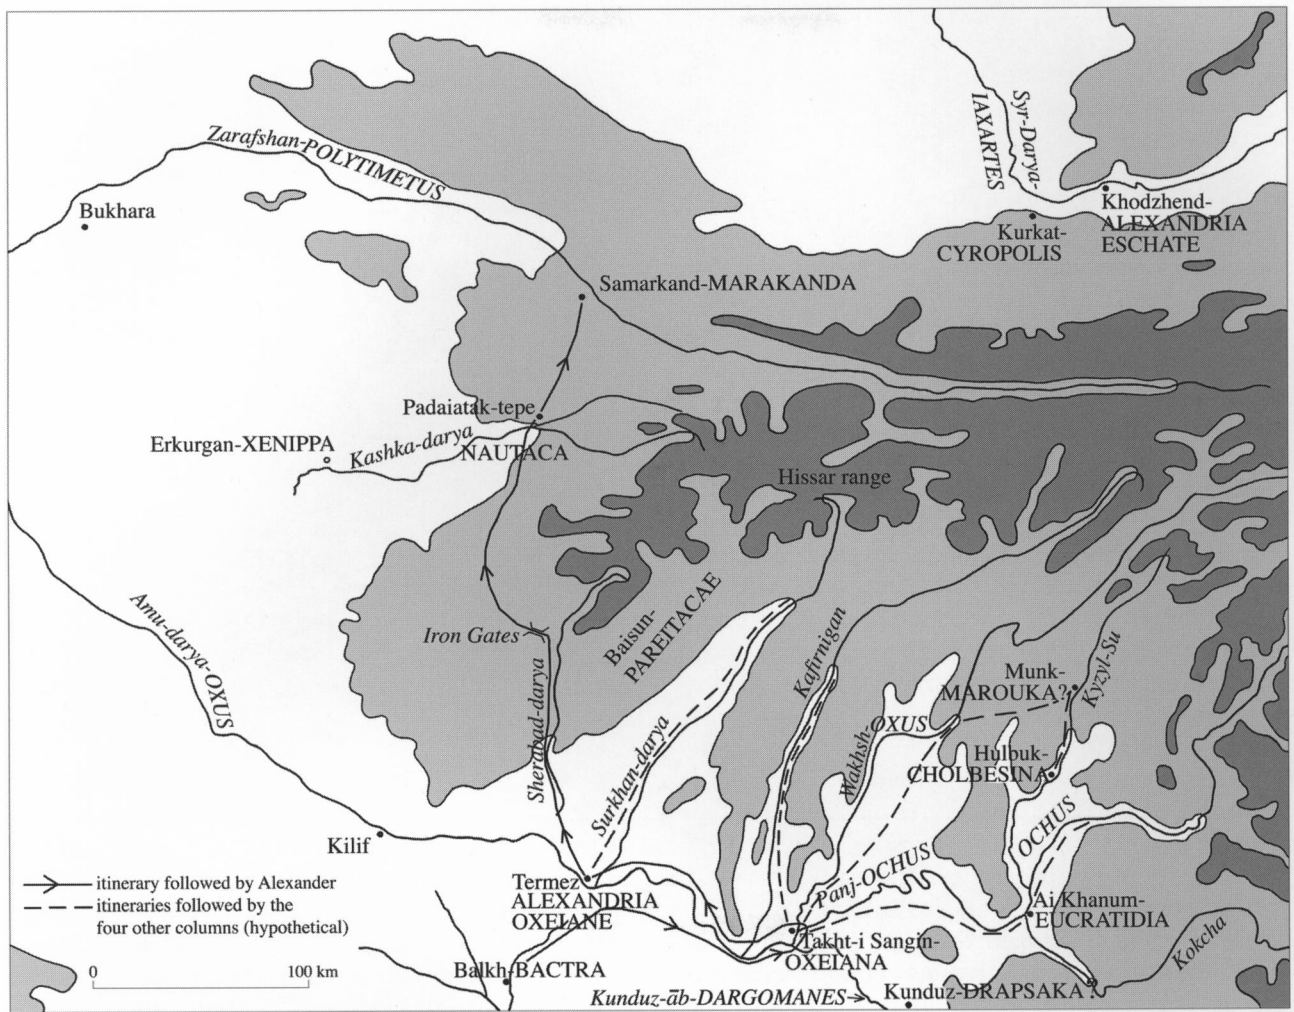 Zarafshan-POLYTIMETUS
Syr-Darya-
IAXARTES
Bukhara
Khodzhend-
ALEXANDRIA
ESCHATE
Kurkat-
CYROPOLIS
Samarkand-MARAKANDA
Padaiatak-tepe
Erkurgan-XENIPPA
Kashka-darya
NAUTACA
Hissar range
Amu-darya-OXUS
Iron Gates
Baisun-
PAREITACAE
Sherabad-darya
Surkhan-darya
Kafirnigan
Wakhsh-OXUS
Munk-
MAROUKA?
Kyzyl-Su
Hulbuk-
CHOLBESINA
OCHUS
Panj-OCHUS
Kilif
Termez
ALEXANDRIA
OXEIANE
Ai Khanum-
EUCRATIDIA
Takht-i Sangin-
OXEIANA
Kokcha
Balkh-BACTRA
Kunduz-āb-DARGOMANES
Kunduz-DRAPSAKA
?
itinerary followed by Alexander
itineraries followed by the
four other columns (hypothetical)
0 100 km